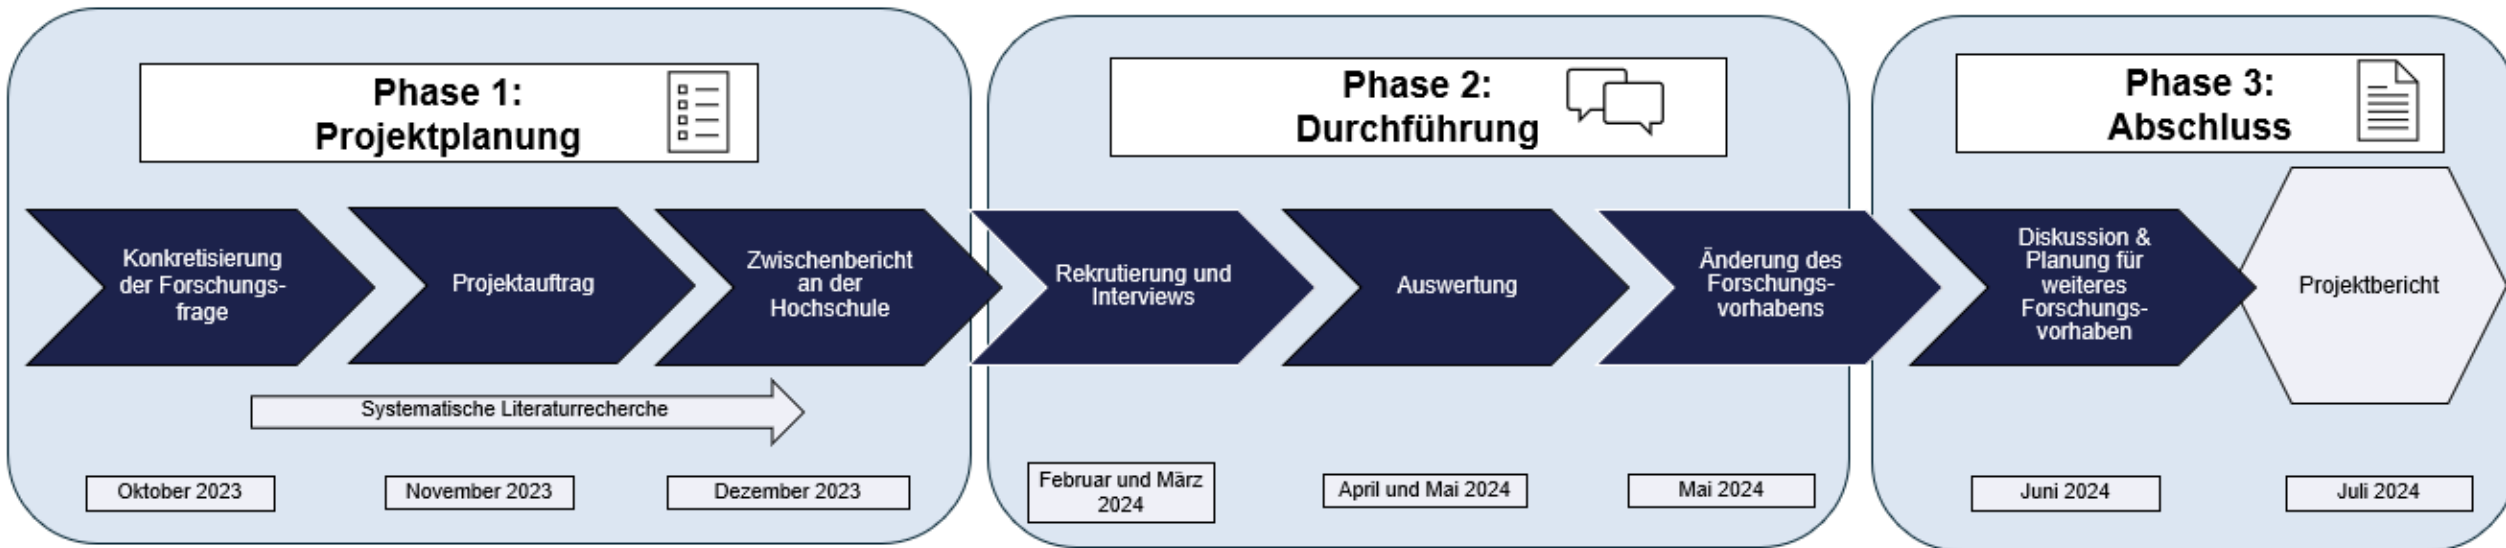 Phase 1:
Projektplanung
Konkretisierung
der Forschungs-
frage
Projektauftrag
Zwischenbericht
an der
Hochschule
Systematische Literaturrecherche
Oktober 2023
November 2023
Dezember 2023
Phase 2:
Durchführung
Rekrutierung und
Interviews
Auswertung
Änderung des
Forschungs-
vorhabens
Februar und März
2024
April und Mai 2024
Mai 2024
Phase 3:
Abschluss
Diskussion &
Planung für
weiteres
Forschungs-
vorhaben
Projektbericht
Juni 2024
Juli 2024